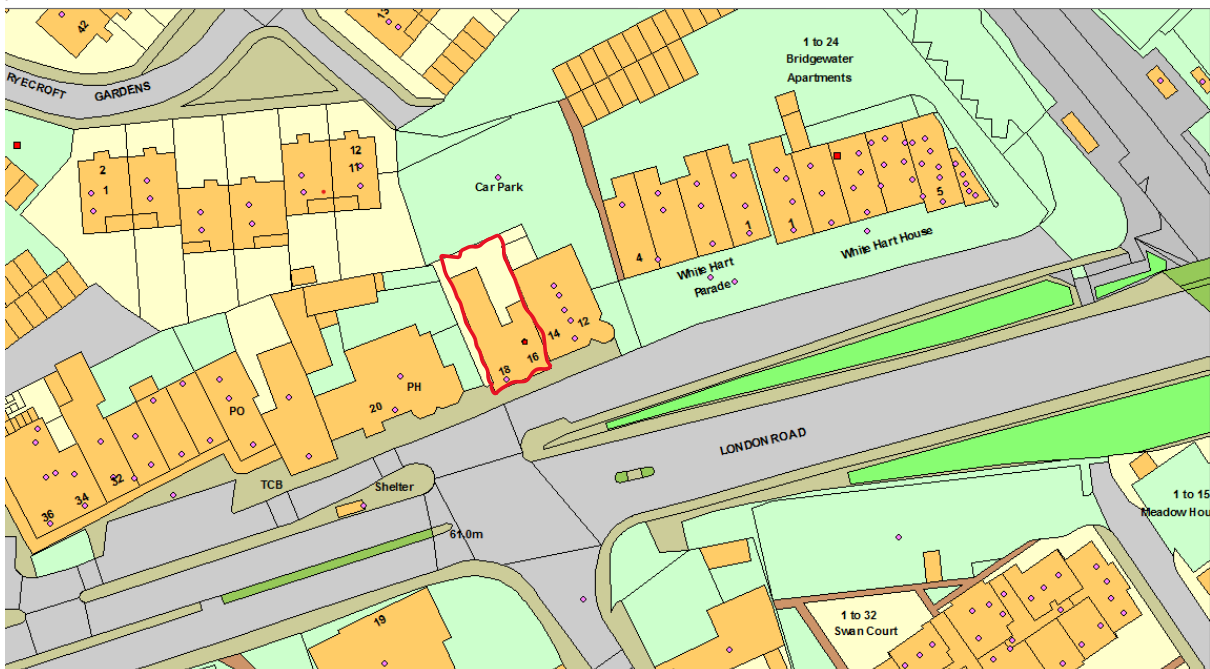 42
13
RYECROFT GARDENS
1 to 24
Bridgewater
Apartments
2
1
12
11
Car Park
4
1
1
5
White Hart
Parade
White Hart House
18
16
14
12
PH
20
PO
36
34
32
TCB
Shelter
LONDON ROAD
61.0m
1 to 15
Meadow Hou
19
1 to 32
Swan Court